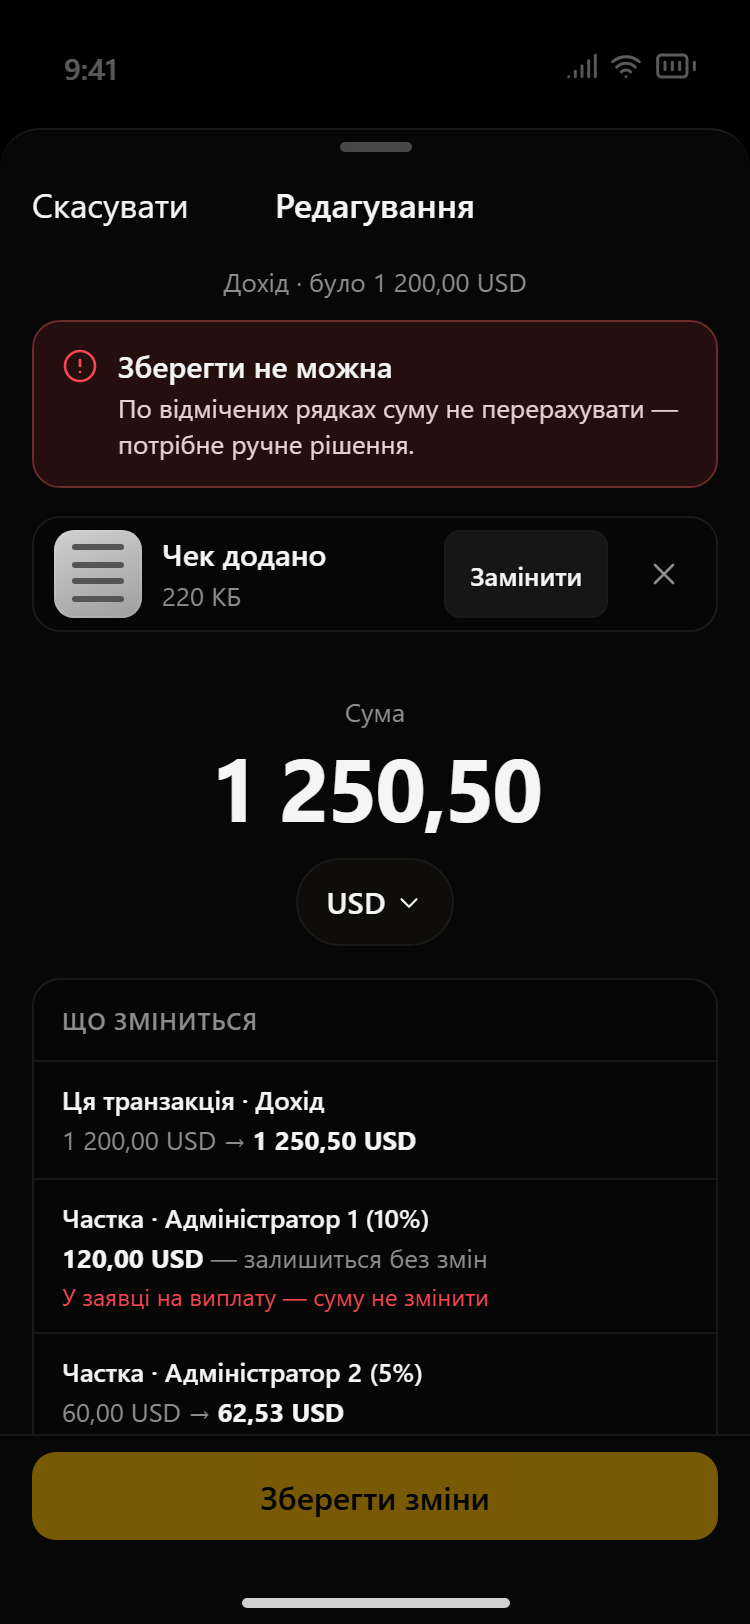 9:41
Скасувати
Редагування
Дохід · було 1 200,00 USD
Зберегти не можна
По відмічених рядках суму не перерахувати —
потрібне ручне рішення.
Чек додано
220 КБ
Замінити
Сума
1 250,50
USD
ЩО ЗМІНИТЬСЯ
Ця транзакція · Дохід
1 200,00 USD → 1 250,50 USD
Частка · Адміністратор 1 (10%)
120,00 USD — залишиться без змін
У заявці на виплату — суму не змінити
Частка · Адміністратор 2 (5%)
60,00 USD → 62,53 USD
Зберегти зміни